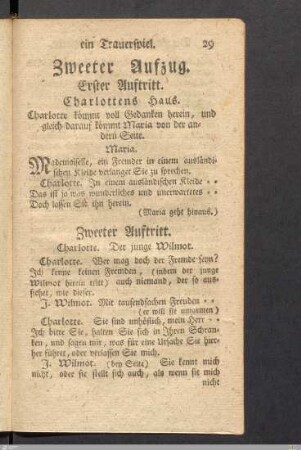 ein Trauerspiel. 29
Zweeter Aufzug.
Erster Auftritt.
Charlottens Haus.
Charlotte kömmt voll Gedanken herein, und
gleich darauf kömmt Maria von der an-
dern Seite.
Maria.
Mademoiselle, ein Fremder in einem ausländi-
schen Kleide verlanget Sie zu sprechen.
Charlotte. In einem ausländischen Kleide - -
Das ist ja was wunderliches und unerwartetes - -
Doch lassen Sie ihn herein.
(Maria geht hinaus.)
Zweeter Auftritt.
Charlotte. Der junge Wilmot.
Charlotte. Wer mag doch der Fremde seyn?
Ich kenne keinen Fremden, (indem der junge
Wilmot herein tritt) auch niemand, der so aus-
siehet, wie dieser.
J. Wilmot. Mit tausendfachen Freuden - -
(er will sie umarmen)
Charlotte. Sie sind unhöflich, mein Herr - -
Ich bitte Sie, halten Sie sich in Ihren Schran-
ken, und sagen mir, was für eine Ursache Sie hier-
her führet, oder verlassen Sie mich.
J. Wilmot. (bey Seite) Sie kennt mich
nicht, oder sie stellt sich auch, als wenn sie mich
nicht